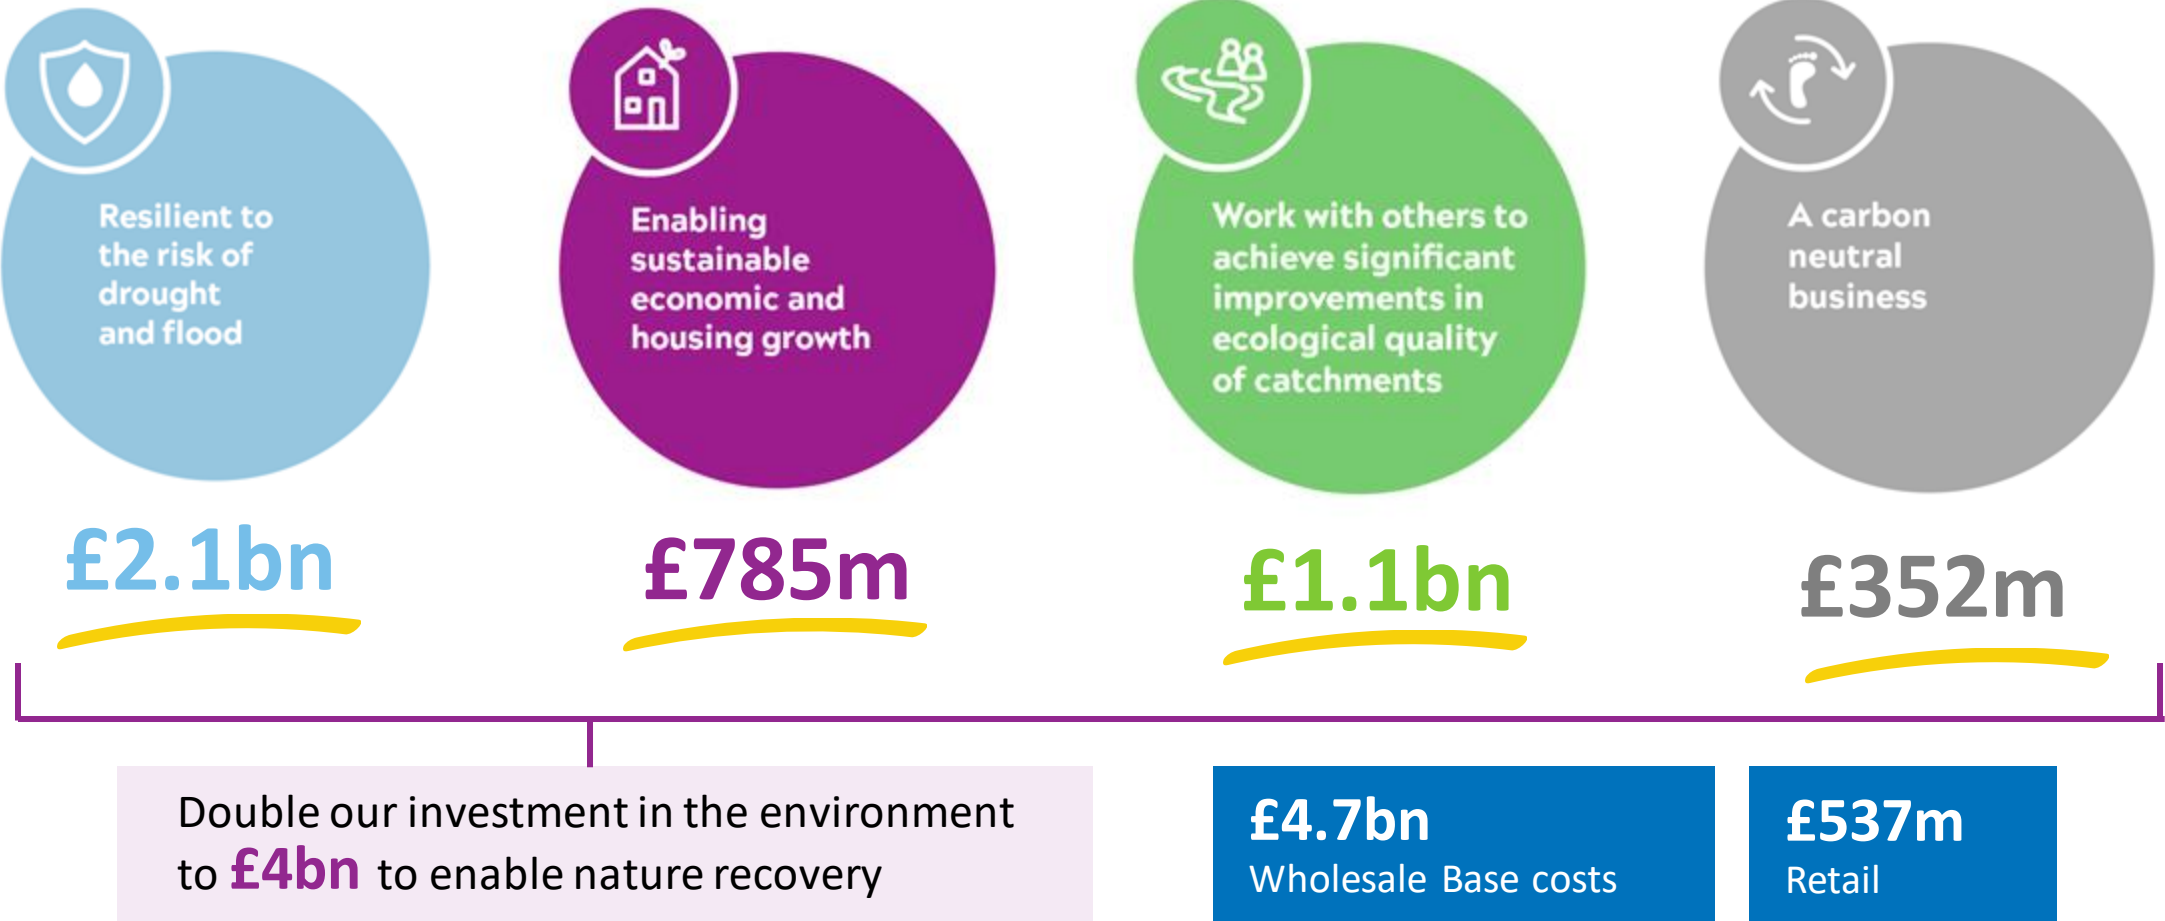 Resilient to
the risk of
drought
and flood
Enabling
sustainable
economic and
housing growth
Work with others to
achieve significant
improvements in
ecological quality
of catchments
A carbon
neutral
business
£2.1bn
£785m
£1.1bn
£352m
Double our investment in the environment
to £4bn to enable nature recovery
£4.7bn
Wholesale Base costs
£537m
Retail